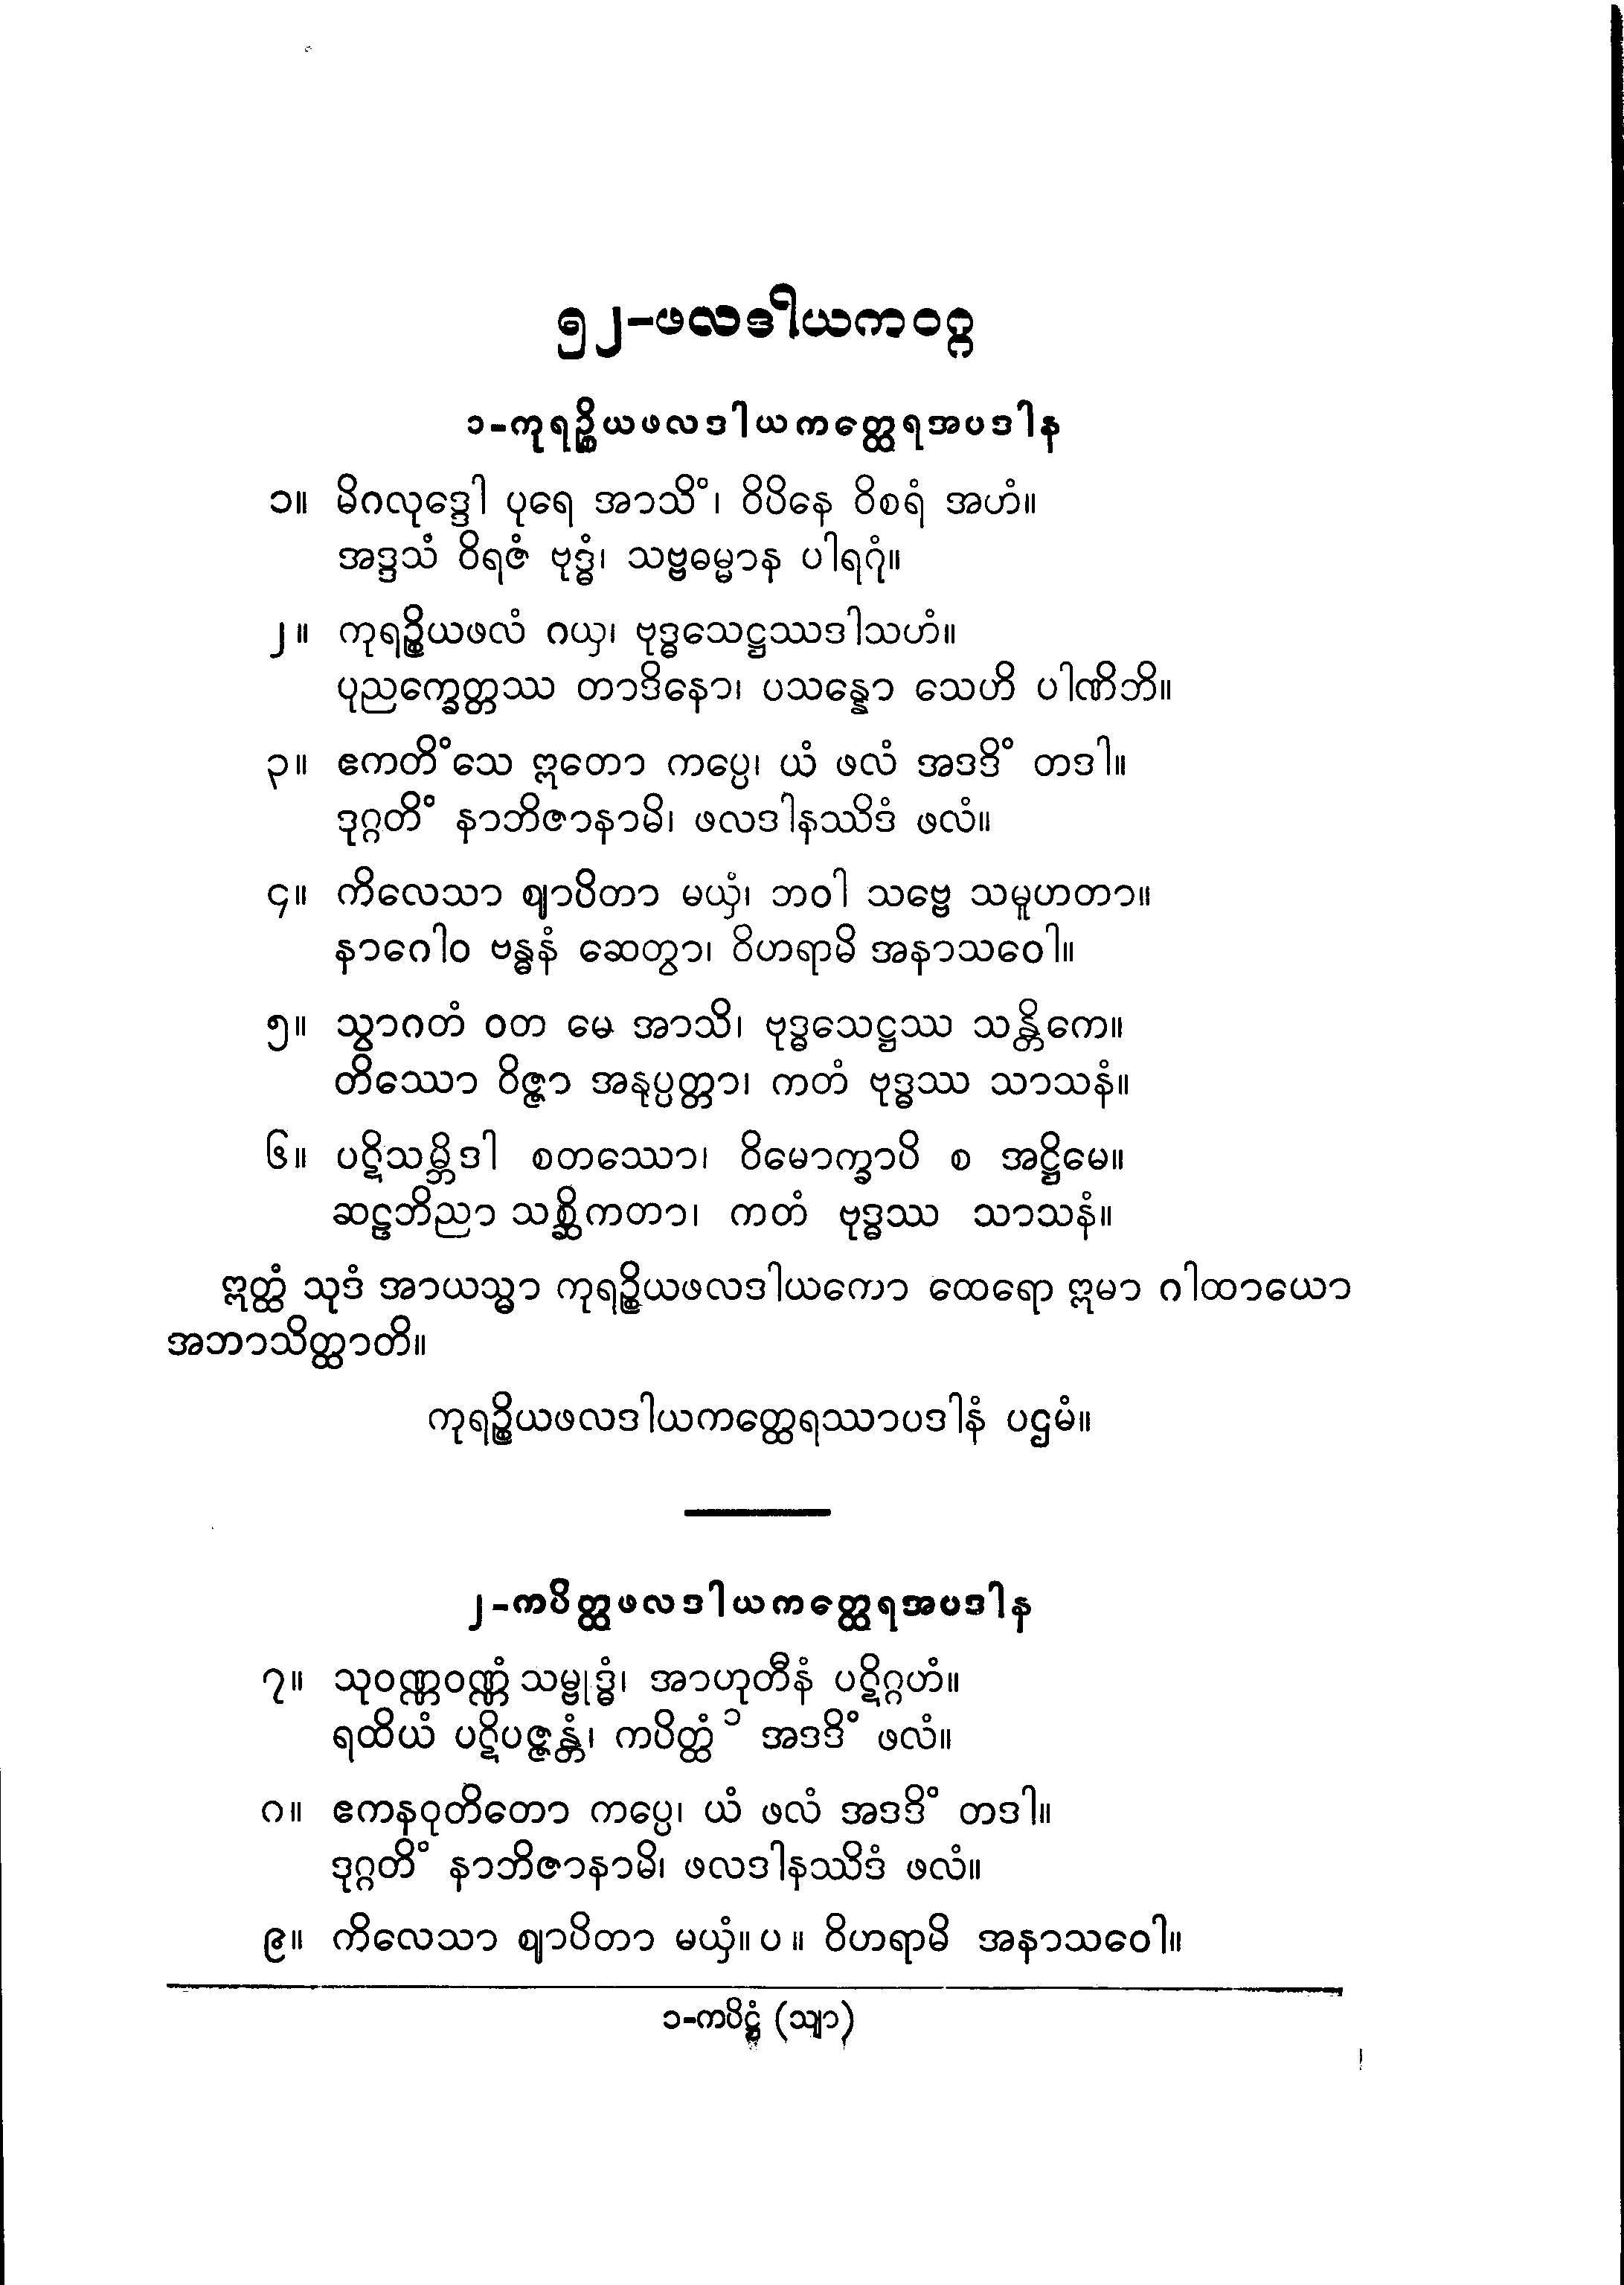 ၅၂-ဖလဒါယကဝဂ္ဂ
၁-ကုရဉ္စိယဖလဒါယကတ္ထေရအပဒါန
၁။ မိဂလုဒ္ဒေါ ပုရေ အာသိံ၊ ဝိပိနေ ဝိစရံ အဟံ။
အဒ္ဒသံ ဝိရဇံ ဗုဒ္ဓံ၊ သဗ္ဗဓမ္မာန ပါရဂုံ။
၂။ ကုရဉ္စိယဖလံ ဂယှ၊ ဗုဒ္ဓသေဋ္ဌဿဒါသဟံ။
ပုညက္ခေတ္တဿ တာဒိနော၊ ပသန္နော သေဟိ ပါဏိဘိ။
၃။ ဧကတိံသေ ဣတော ကပ္ပေ၊ ယံ ဖလံ အဒဒိံ တဒါ။
ဒုဂ္ဂတိံ နာဘိဇာနာမိ၊ ဖလဒါနဿိဒံ ဖလံ။
၄။ ကိလေသာ ဈာပိတာ မယှံ၊ ဘဝါ သဗ္ဗေ သမူဟတာ။
နာဂေါဝ ဗန္ဓနံ ဆေတွာ၊ ဝိဟရာမိ အနာသဝေါ။
၅။ သွာဂတံ ဝတ မေ အာသိ၊ ဗုဒ္ဓသေဋ္ဌဿ သန္တိကေ။
တိဿော ဝိဇ္ဇာ အနုပ္ပတ္တာ၊ ကတံ ဗုဒ္ဓဿ သာသနံ။
၆။ ပဋိသမ္ဘိဒါ စတဿော၊ ဝိမောက္ခာပိ စ အဋ္ဌိမေ။
ဆဠဘိညာ သစ္ဆိကတာ၊ ကတံ ဗုဒ္ဓဿ သာသနံ။
ဣတ္ထံ သုဒံ အာယသ္မာ ကုရဉ္စိယဖလဒါယကော ထေရော ဣမာ ဂါထာယော
အဘာသိတ္ထာတိ။
ကုရဉ္စိယဖလဒါယကတ္ထေရဿာပဒါနံ ပဌမံ။
၂-ကပိတ္ထဖလဒါယကတ္ထေရအပဒါန
၇။ သုဝဏ္ဏဝဏ္ဏံ သမ္ဗုဒ္ဓံ၊ အာဟုတီနံ ပဋိဂ္ဂဟံ။
ရထိယံ ပဋိပဇ္ဇန္တံ၊ ကပိတ္ထံ ၁ အဒဒိံ ဖလံ။
၈။ ဧကနဝုတိတော ကပ္ပေ၊ ယံ ဖလံ အဒဒိံ တဒါ။
ဒုဂ္ဂတိံ နာဘိဇာနာမိ၊ ဖလဒါနဿိဒံ ဖလံ။
၉။ ကိလေသာ ဈာပိတာ မယှံ။ ပ ။ ဝိဟရာမိ အနာသဝေါ။
၁-ကပိဋ္ဌံ (သျာ)